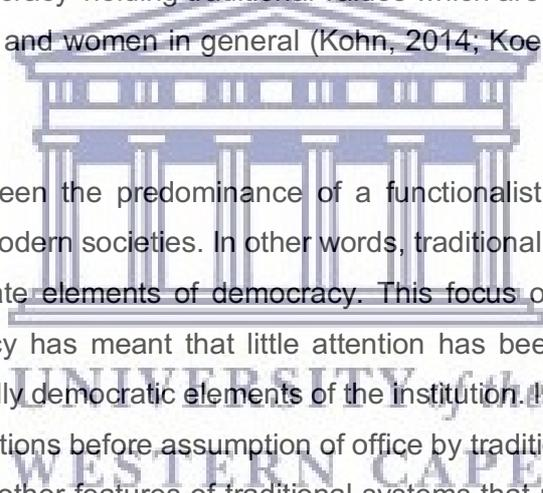 holding traditional values which are
and women in general (Kohn, 2014; Koe
een the predominance of a functionalist
odern societies. In other words, traditional
te elements of democracy. This focus o
cy has meant that little attention has bee
UNIVERSITY of the
lly democratic elements of the institution.
tions before assumption of office by traditi
WESTERN CAPE
other features of traditional systems that